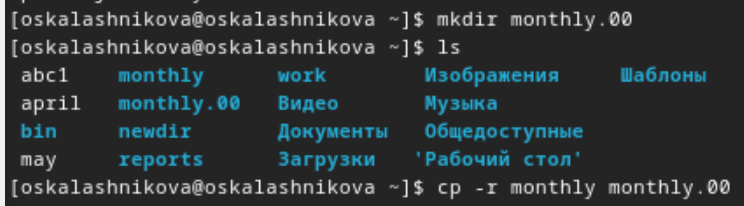 [oskalashnikova@oskalashnikova ~]$ mkdir monthly.00
[oskalashnikova@oskalashnikova ~]$ ls
abc1 monthly work Изображения Шаблоны
april monthly.00 Видео Музыка
bin newdir Документы Общедоступные
may reports Загрузки 'Рабочий стол'
[oskalashnikova@oskalashnikova ~]$ cp -r monthly monthly.00